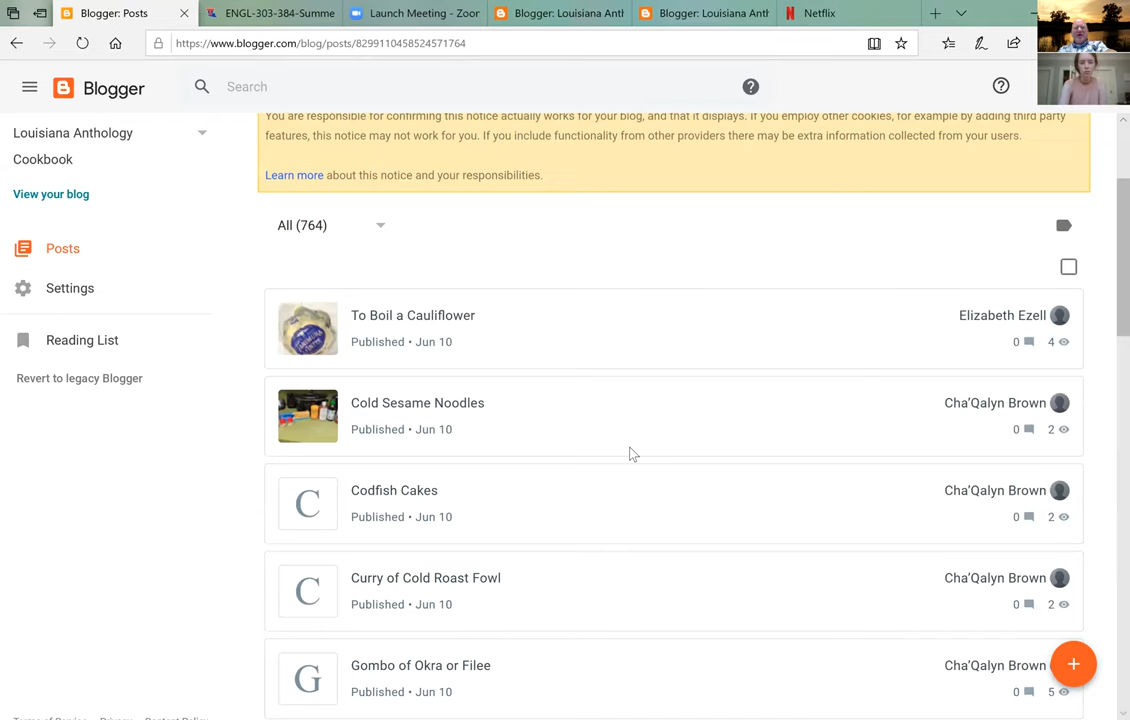 Blogger: Posts
ENGL-303-384-Summe
Launch Meeting - Zoor
Blogger: Louisiana Anth
Blogger: Louisiana Anth
Netflix
https://www.blogger.com/blog/posts/8299110458524571764
Blogger
Search
Louisiana Anthology
Cookbook
View your blog
Posts
Settings
Reading List
Revert to legacy Blogger
You are responsible for confirming this notice actually works for your blog, and that it displays. If you employ other cookies, for example by adding third party
features, this notice may not work for you. If you include functionality from other providers there may be extra information collected from your users.
Learn more about this notice and your responsibilities.
All (764)
To Boil a Cauliflower
Elizabeth Ezell
Published • Jun 10
0 4
Cold Sesame Noodles
Cha'Qalyn Brown
Published • Jun 10
0 2
C
Codfish Cakes
Cha'Qalyn Brown
Published • Jun 10
0 2
C
Curry of Cold Roast Fowl
Cha'Qalyn Brown
Published • Jun 10
0 2
G
Gombo of Okra or Filee
Cha'Qalyn Brown
Published • Jun 10
0 5